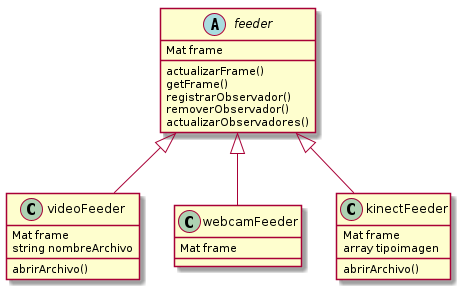 A feeder
Mat frame
actualizarFrame()
getFrame()
registrarObservador()
removerObservador()
actualizarObservadores()
C videoFeeder
Mat frame
string nombreArchivo
abrirArchivo()
C webcamFeeder
Mat frame
C kinectFeeder
Mat frame
array tipoimagen
abrirArchivo()